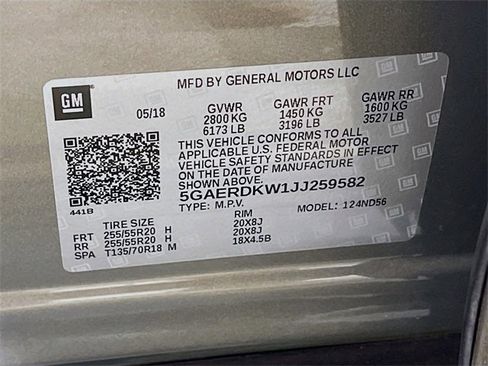 GM
MFD BY GENERAL MOTORS LLC
05/18
GVWR GAWR FRT GAWR RR
2800 KG 1450 KG 1600 KG
6173 LB 3196 LB 3527 LB
THIS VEHICLE CONFORMS TO ALL
APPLICABLE U.S. FEDERAL MOTOR
VEHICLE SAFETY STANDARDS IN EFFECT
ON THE DATE OF MANUFACTURE
SHOWN ABOVE.
5GAERDKW1JJ259582
TYPE: M.P.V. MODEL: 124ND56
441B
TIRE SIZE RIM
FRT 255/55R20 H 20X8J
RR 255/55R20 H 20X8J
SPA T135/70R18 M 18X4.5B